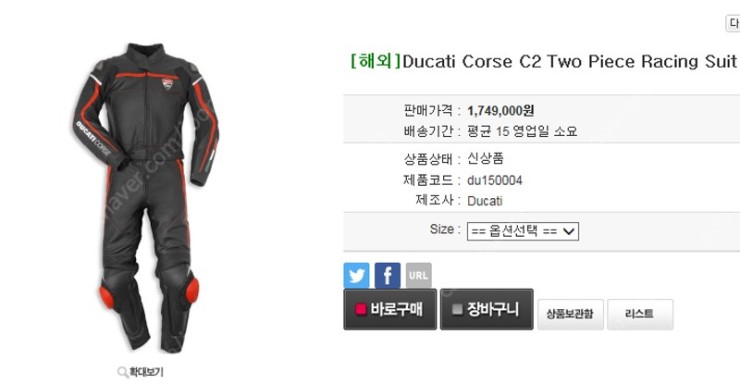 다
[해외]Ducati Corse C2 Two Piece Racing Suit
판매가격 : 1,749,000원
배송기간 : 평균 15 영업일 소요
상품상태 : 신상품
제품코드 : du150004
제조사 : Ducati
Size : == 옵션선택 ==
URL
바로구매 장바구니 상품보관함 리스트
DUCATICORSE
확대보기